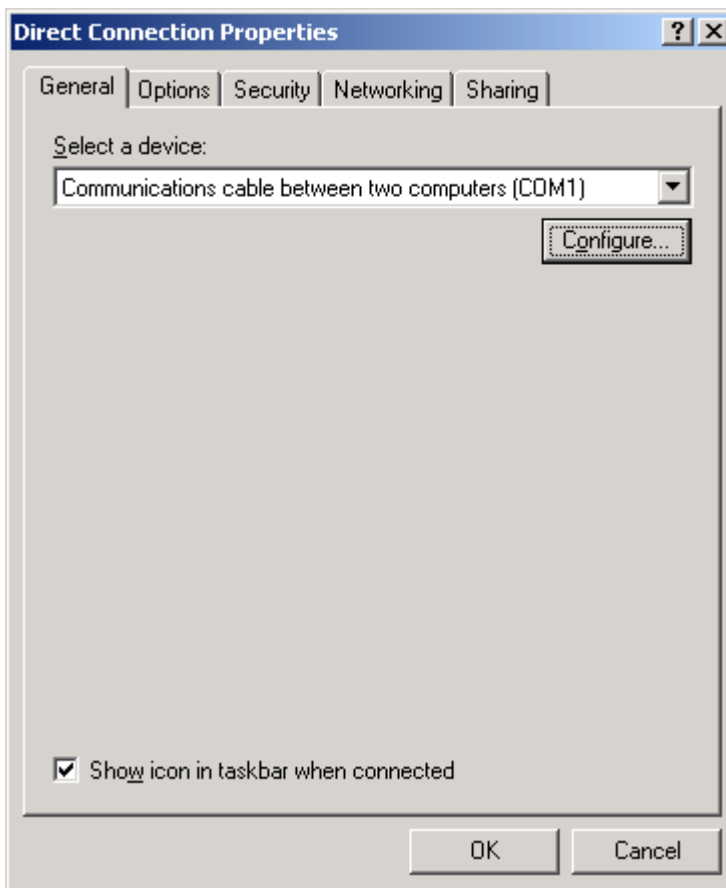 Direct Connection Properties
General Options Security Networking Sharing
Select a device:
Communications cable between two computers (COM1)
Configure...
Show icon in taskbar when connected
OK Cancel